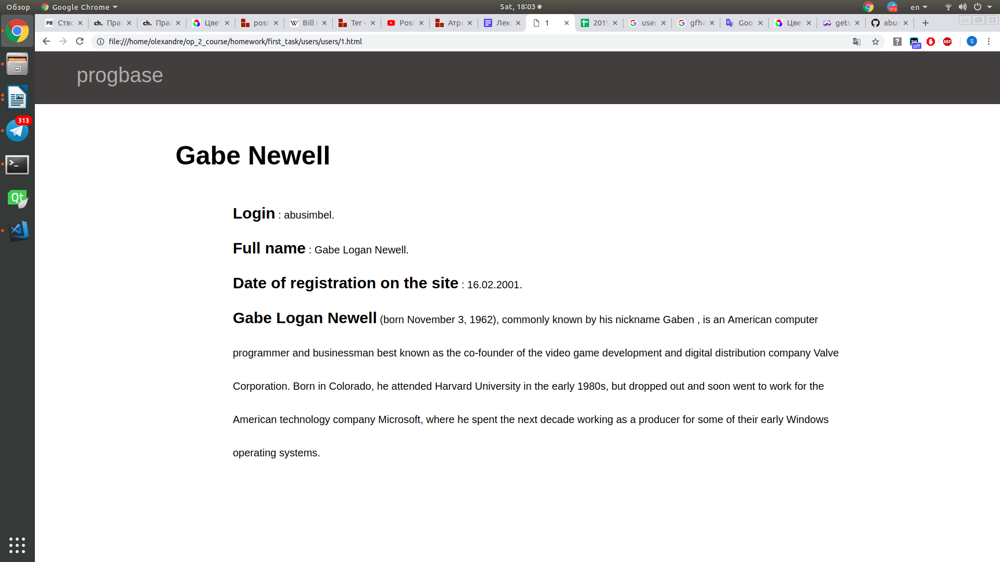 Обзор Google Chrome Sat, 18:03 313 en
Ство ch. Пра ch. Пра Цве posi W Bill Тег Post Атри Лек 1 2019 user gfh Goo Цве gets abu
file:///home/olexandre/op_2_course/homework/first_task/users/users/1.html off ABP S
313
Qt
progbase
Gabe Newell
Login : abusimbel.
Full name : Gabe Logan Newell.
Date of registration on the site : 16.02.2001.
Gabe Logan Newell (born November 3, 1962), commonly known by his nickname Gaben , is an American computer
programmer and businessman best known as the co-founder of the video game development and digital distribution company Valve
Corporation. Born in Colorado, he attended Harvard University in the early 1980s, but dropped out and soon went to work for the
American technology company Microsoft, where he spent the next decade working as a producer for some of their early Windows
operating systems.